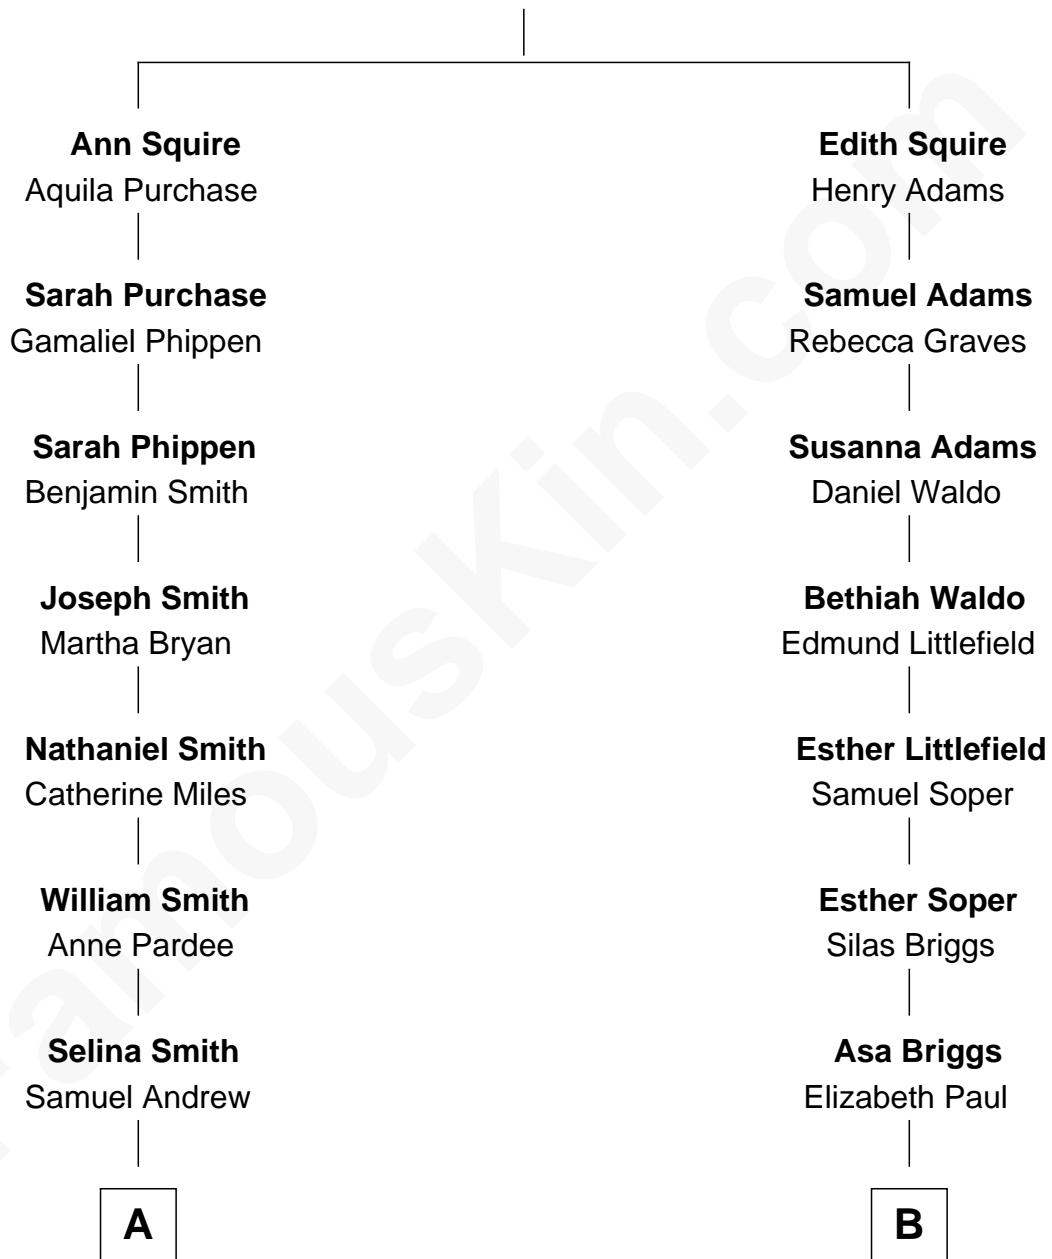 Ann Squire
Aquila Purchase
Sarah Purchase
Gamaliel Phippen
Sarah Phippen
Benjamin Smith
Joseph Smith
Martha Bryan
Nathaniel Smith
Catherine Miles
William Smith
Anne Pardee
Selina Smith
Samuel Andrew
A
Edith Squire
Henry Adams
Samuel Adams
Rebecca Graves
Susanna Adams
Daniel Waldo
Bethiah Waldo
Edmund Littlefield
Esther Littlefield
Samuel Soper
Esther Soper
Silas Briggs
Asa Briggs
Elizabeth Paul
B
FamousKin.com